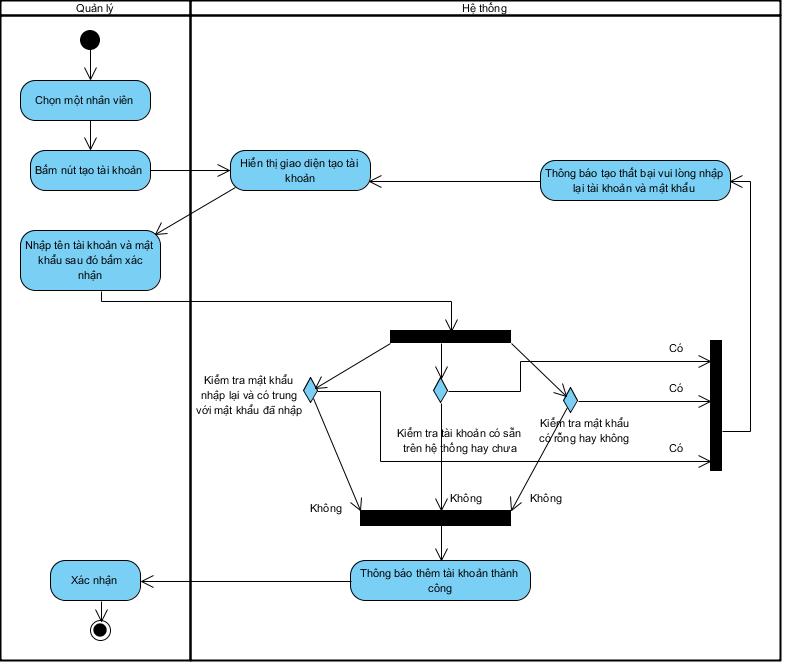 Quản lý
Hệ thống
Chọn một nhân viên
Bấm nút tạo tài khoản
Hiển thị giao diện tạo tài
khoản
Thông báo tạo thất bại vui lòng nhập
lại tài khoản và mật khẩu
Nhập tên tài khoản và mật
khẩu sau đó bấm xác
nhận
Kiểm tra mật khẩu
nhập lại và có trung
với mật khẩu đã nhập
Kiểm tra tài khoản có sẵn
trên hệ thống hay chưa
Kiểm tra mật khẩu
có rỗng hay không
Có
Có
Có
Không
Không
Không
Thông báo thêm tài khoản thành
công
Xác nhận